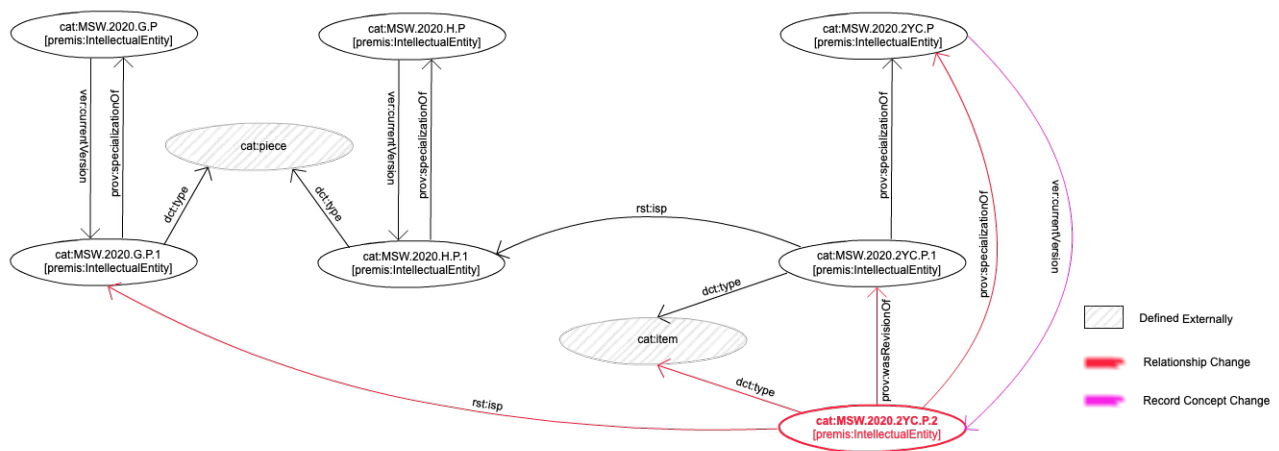 cat:MSW.2020.G.P
[premis:IntellectualEntity]
cat:MSW.2020.H.P
[premis:IntellectualEntity]
cat:MSW.2020.2YC.P
[premis:IntellectualEntity]
ver:currentVersion
prov:specializationOf
ver:currentVersion
prov:specializationOf
prov:specializationOf
prov:specializationOf
ver:currentVersion
cat:piece
dct:type
dct:type
rst:isp
cat:MSW.2020.G.P.1
[premis:IntellectualEntity]
cat:MSW.2020.H.P.1
[premis:IntellectualEntity]
cat:MSW.2020.2YC.P.1
[premis:IntellectualEntity]
dct:type
cat:item
prov:wasRevisionOf
dct:type
rst:isp
cat:MSW.2020.2YC.P.2
[premis:IntellectualEntity]
Defined Externally
Relationship Change
Record Concept Change